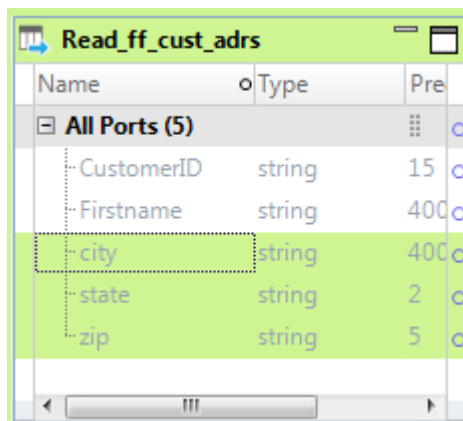 Read_ff_cust_adrs
Name Type Pre
All Ports (5)
CustomerID string 15
Firstname string 400
city string 400
state string 2
zip string 5